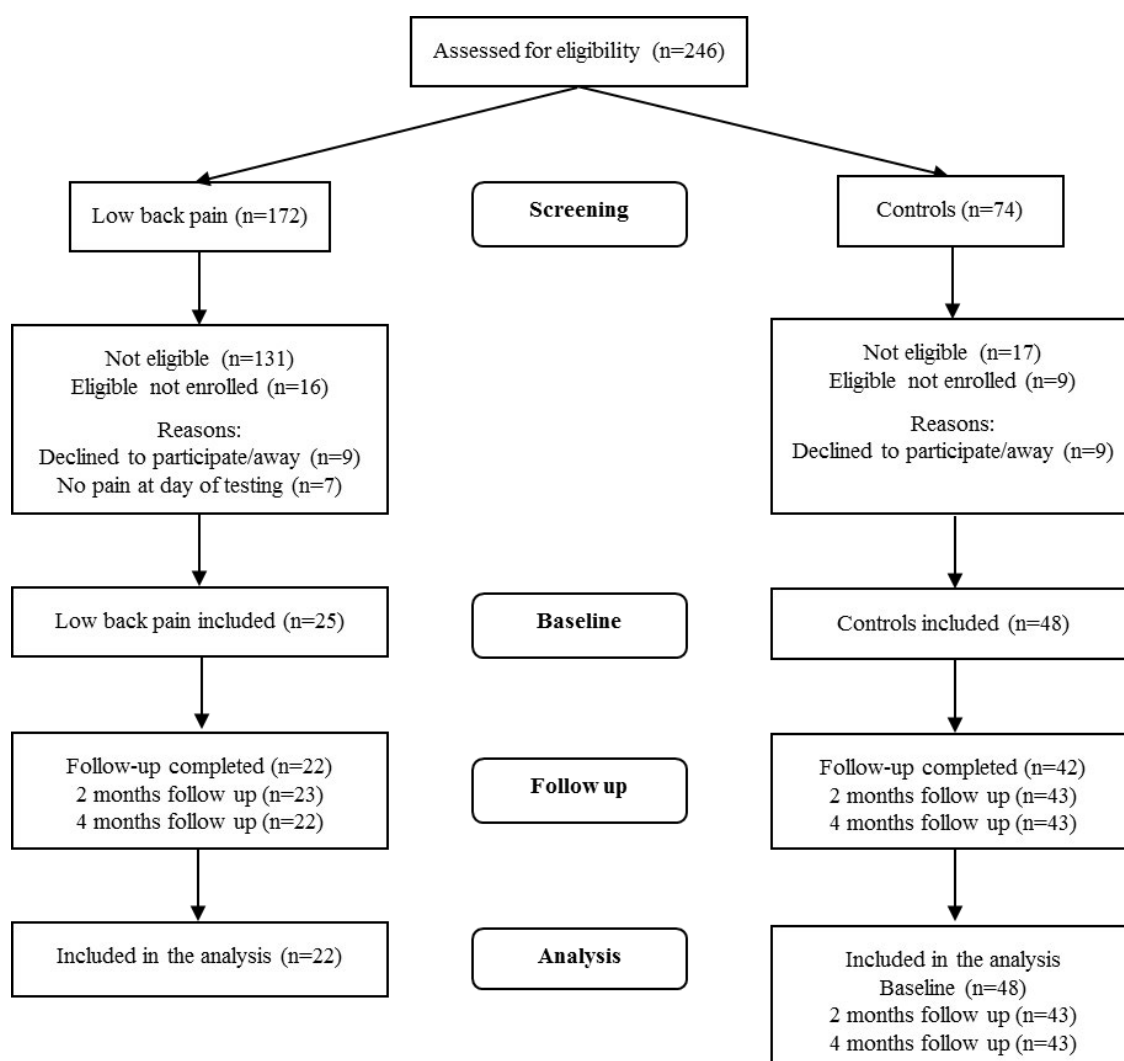 Assessed for eligibility (n=246)
Low back pain (n=172)
Screening
Controls (n=74)
Not eligible (n=131)
Eligible not enrolled (n=16)
Reasons:
Declined to participate/away (n=9)
No pain at day of testing (n=7)
Not eligible (n=17)
Eligible not enrolled (n=9)
Reasons:
Declined to participate/away (n=9)
Low back pain included (n=25)
Baseline
Controls included (n=48)
Follow-up completed (n=22)
2 months follow up (n=23)
4 months follow up (n=22)
Follow up
Follow-up completed (n=42)
2 months follow up (n=43)
4 months follow up (n=43)
Included in the analysis (n=22)
Analysis
Included in the analysis
Baseline (n=48)
2 months follow up (n=43)
4 months follow up (n=43)